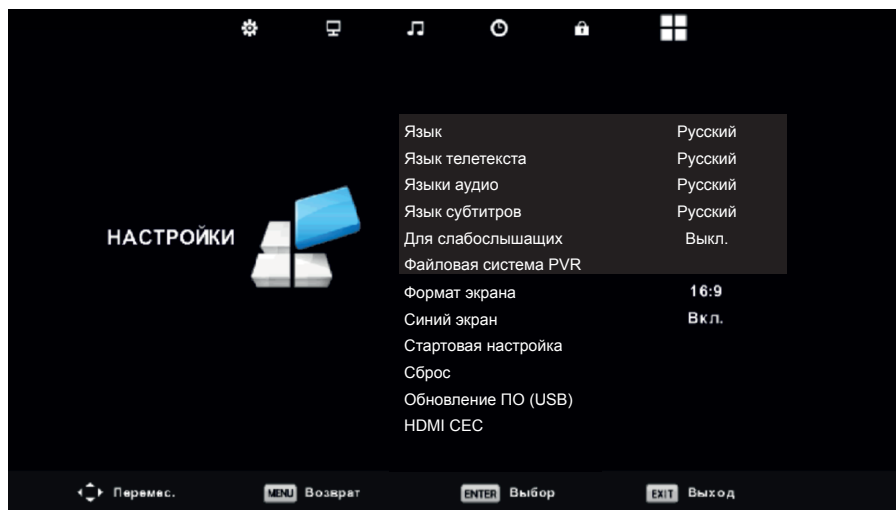 НАСТРОЙКИ
Язык Русский
Язык телетекста Русский
Языки аудио Русский
Язык субтитров Русский
Для слабослышащих Выкл.
Файловая система PVR
Формат экрана 16:9
Синий экран Вкл.
Стартовая настройка
Сброс
Обновление ПО (USB)
HDMI CEC
Перемес. MENU Возврат ENTER Выбор EXIT Выход